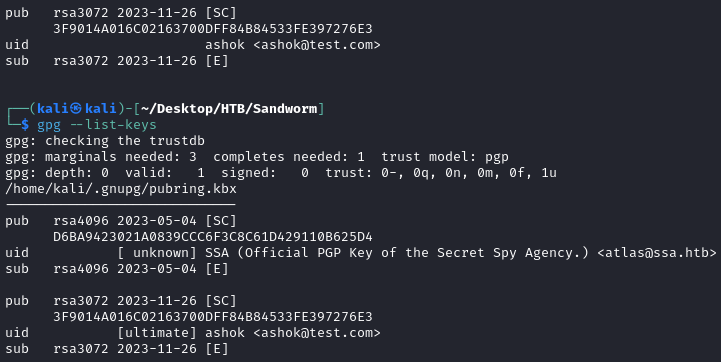 pub   rsa3072 2023-11-26 [SC]
      3F9014A016C02163700DFF84B84533FE397276E3
uid                      ashok <ashok@test.com>
sub   rsa3072 2023-11-26 [E]
┌──(kali㉿kali)-[~/Desktop/HTB/Sandworm]
└─$ gpg --list-keys
gpg: checking the trustdb
gpg: marginals needed: 3  completes needed: 1  trust model: pgp
gpg: depth: 0  valid:   1  signed:   0  trust: 0-, 0q, 0n, 0m, 0f, 1u
/home/kali/.gnupg/pubring.kbx
-----------------------------
pub   rsa4096 2023-05-04 [SC]
      D6BA9423021A0839CCC6F3C8C61D429110B625D4
uid           [ unknown] SSA (Official PGP Key of the Secret Spy Agency.) <atlas@ssa.htb>
sub   rsa4096 2023-05-04 [E]
pub   rsa3072 2023-11-26 [SC]
      3F9014A016C02163700DFF84B84533FE397276E3
uid           [ultimate] ashok <ashok@test.com>
sub   rsa3072 2023-11-26 [E]